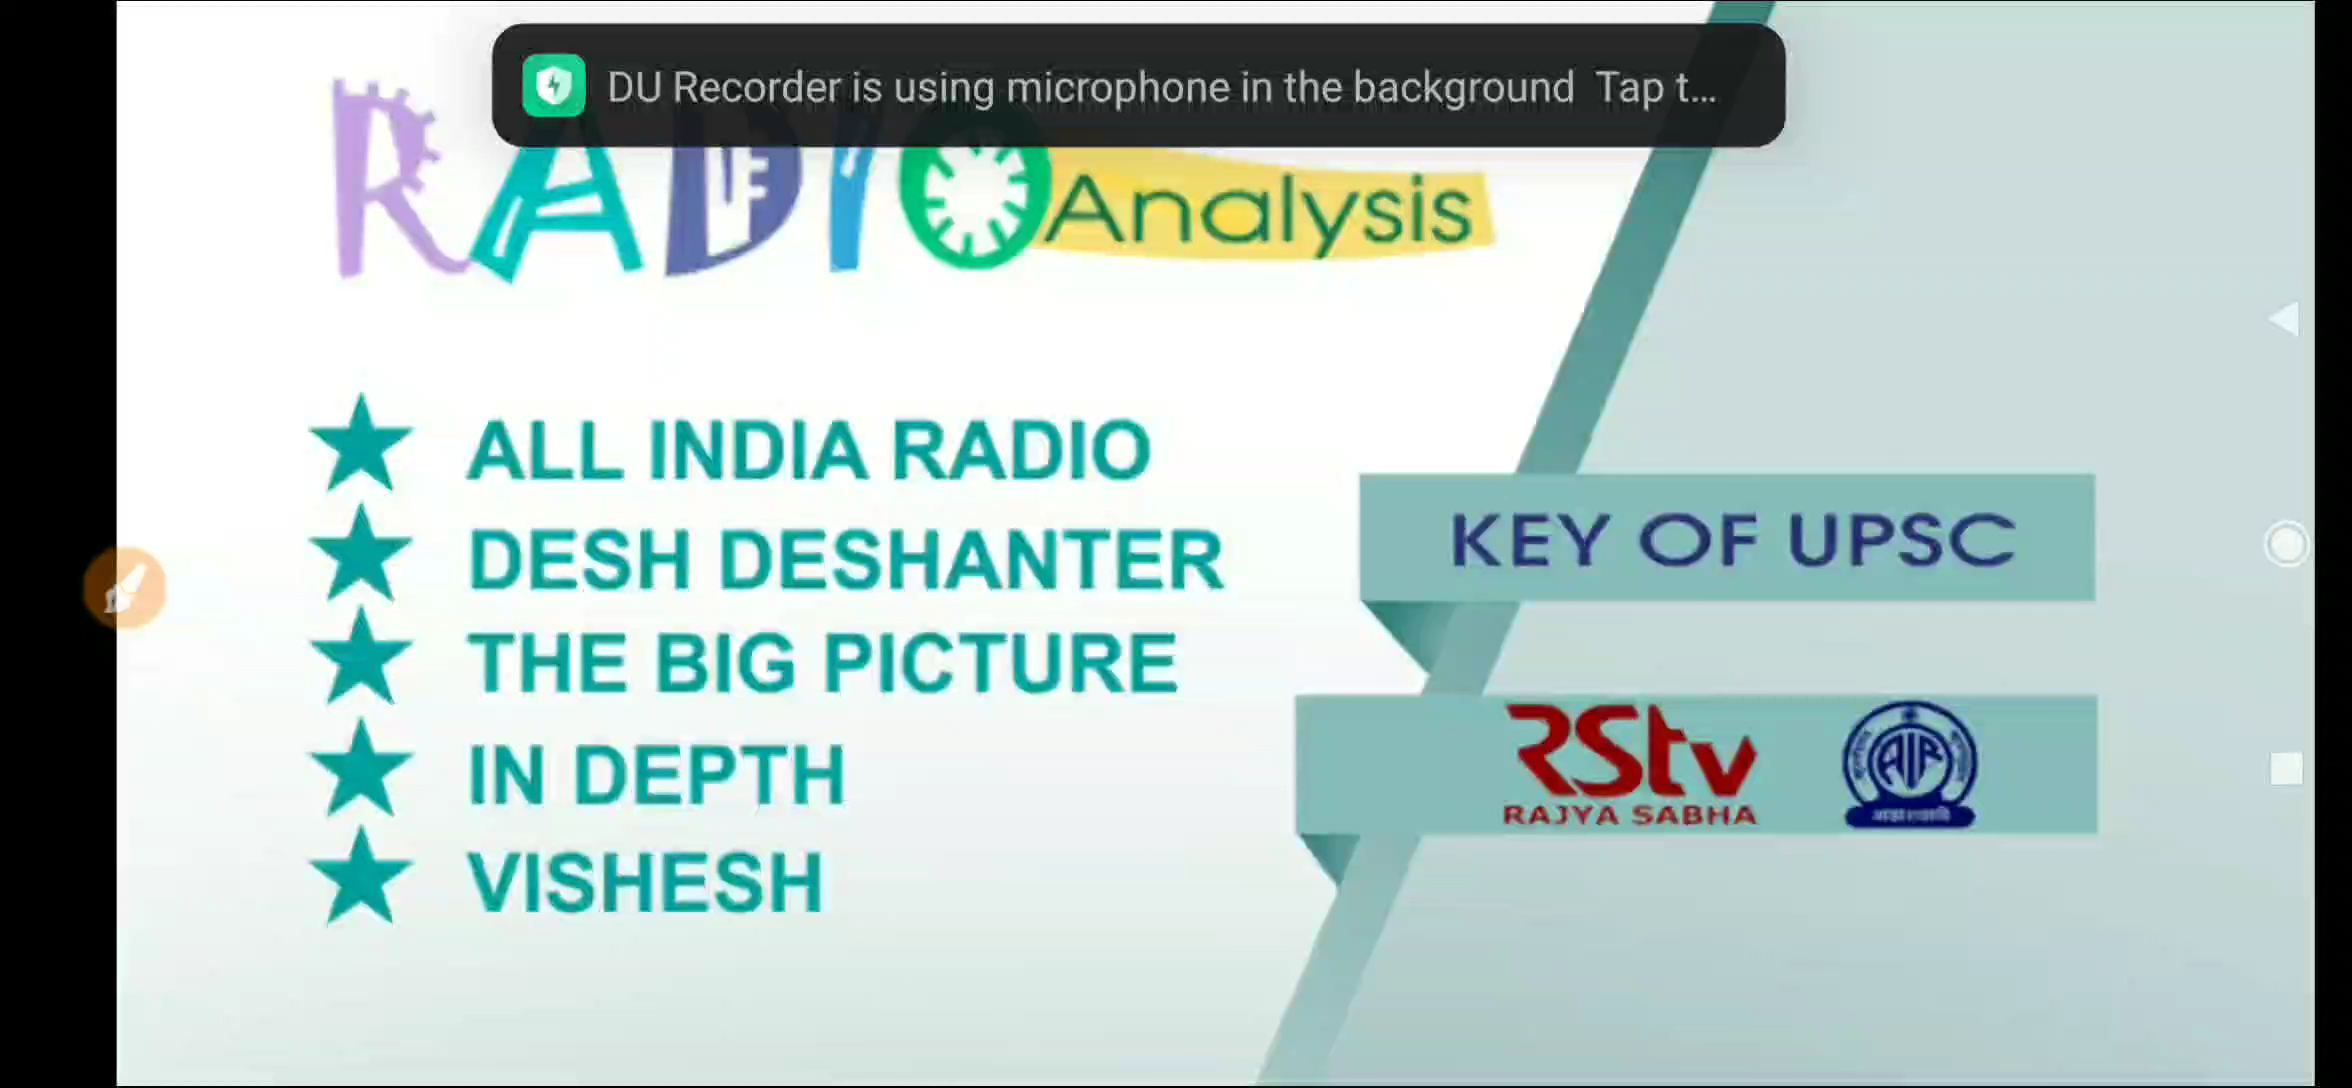 DU Recorder is using microphone in the background Tap t...
RADIO Analysis
ALL INDIA RADIO
DESH DESHANTER
THE BIG PICTURE
IN DEPTH
VISHESH
KEY OF UPSC
RStv
RAJYA SABHA
AIR